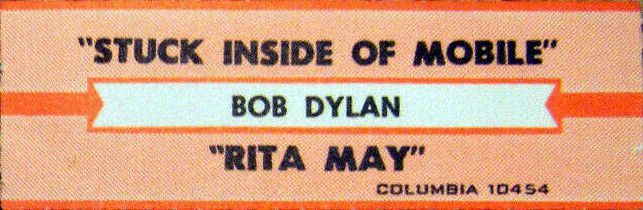 "STUCK INSIDE OF MOBILE"
BOB DYLAN
"RITA MAY"
COLUMBIA 10454